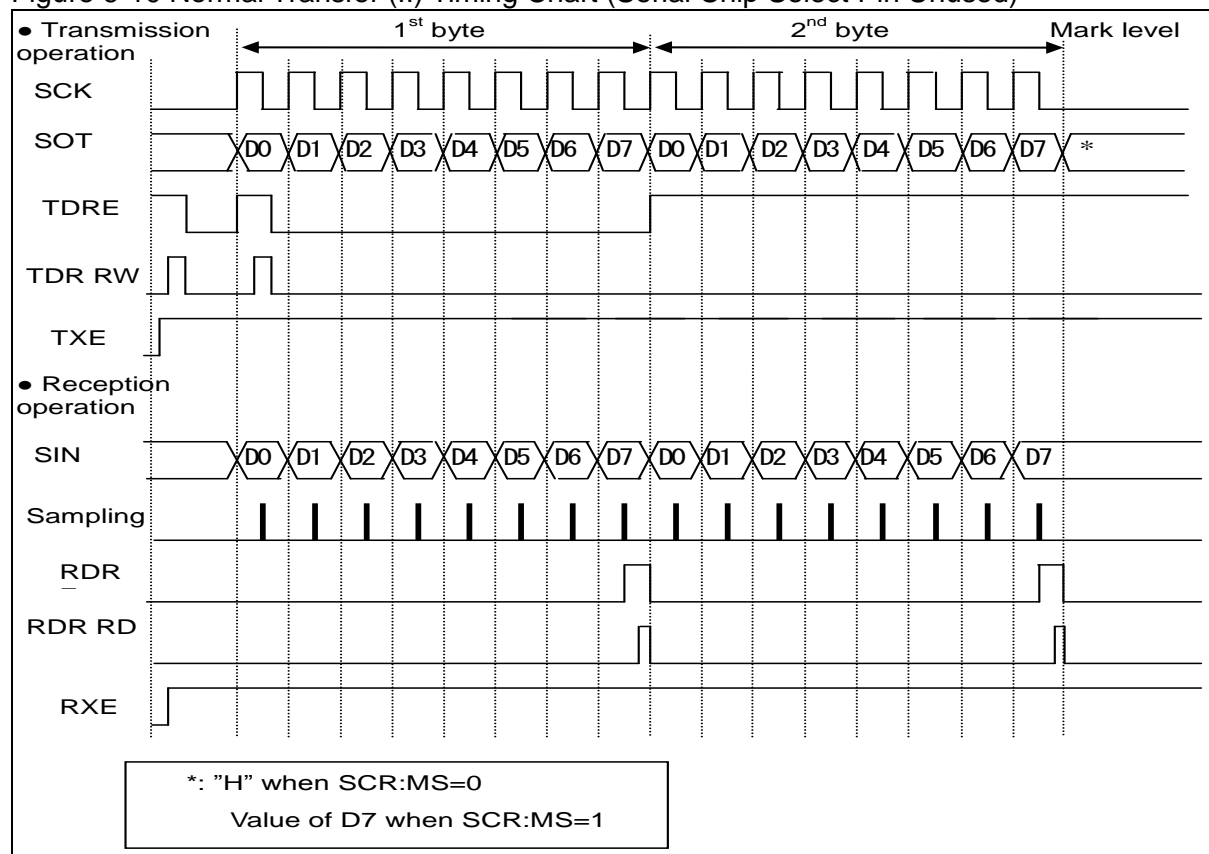 Figure 3-10 Normal Transfer (II) Timing Chart (Serial Chip Select Pin Unused)
● Transmission operation
1st byte
2nd byte
Mark level
SCK
SOT
D0 D1 D2 D3 D4 D5 D6 D7 D0 D1 D2 D3 D4 D5 D6 D7 *
TDRE
TDR RW
TXE
● Reception operation
SIN
D0 D1 D2 D3 D4 D5 D6 D7 D0 D1 D2 D3 D4 D5 D6 D7
Sampling
RDR
RDR RD
RXE
*: ”H” when SCR:MS=0
Value of D7 when SCR:MS=1